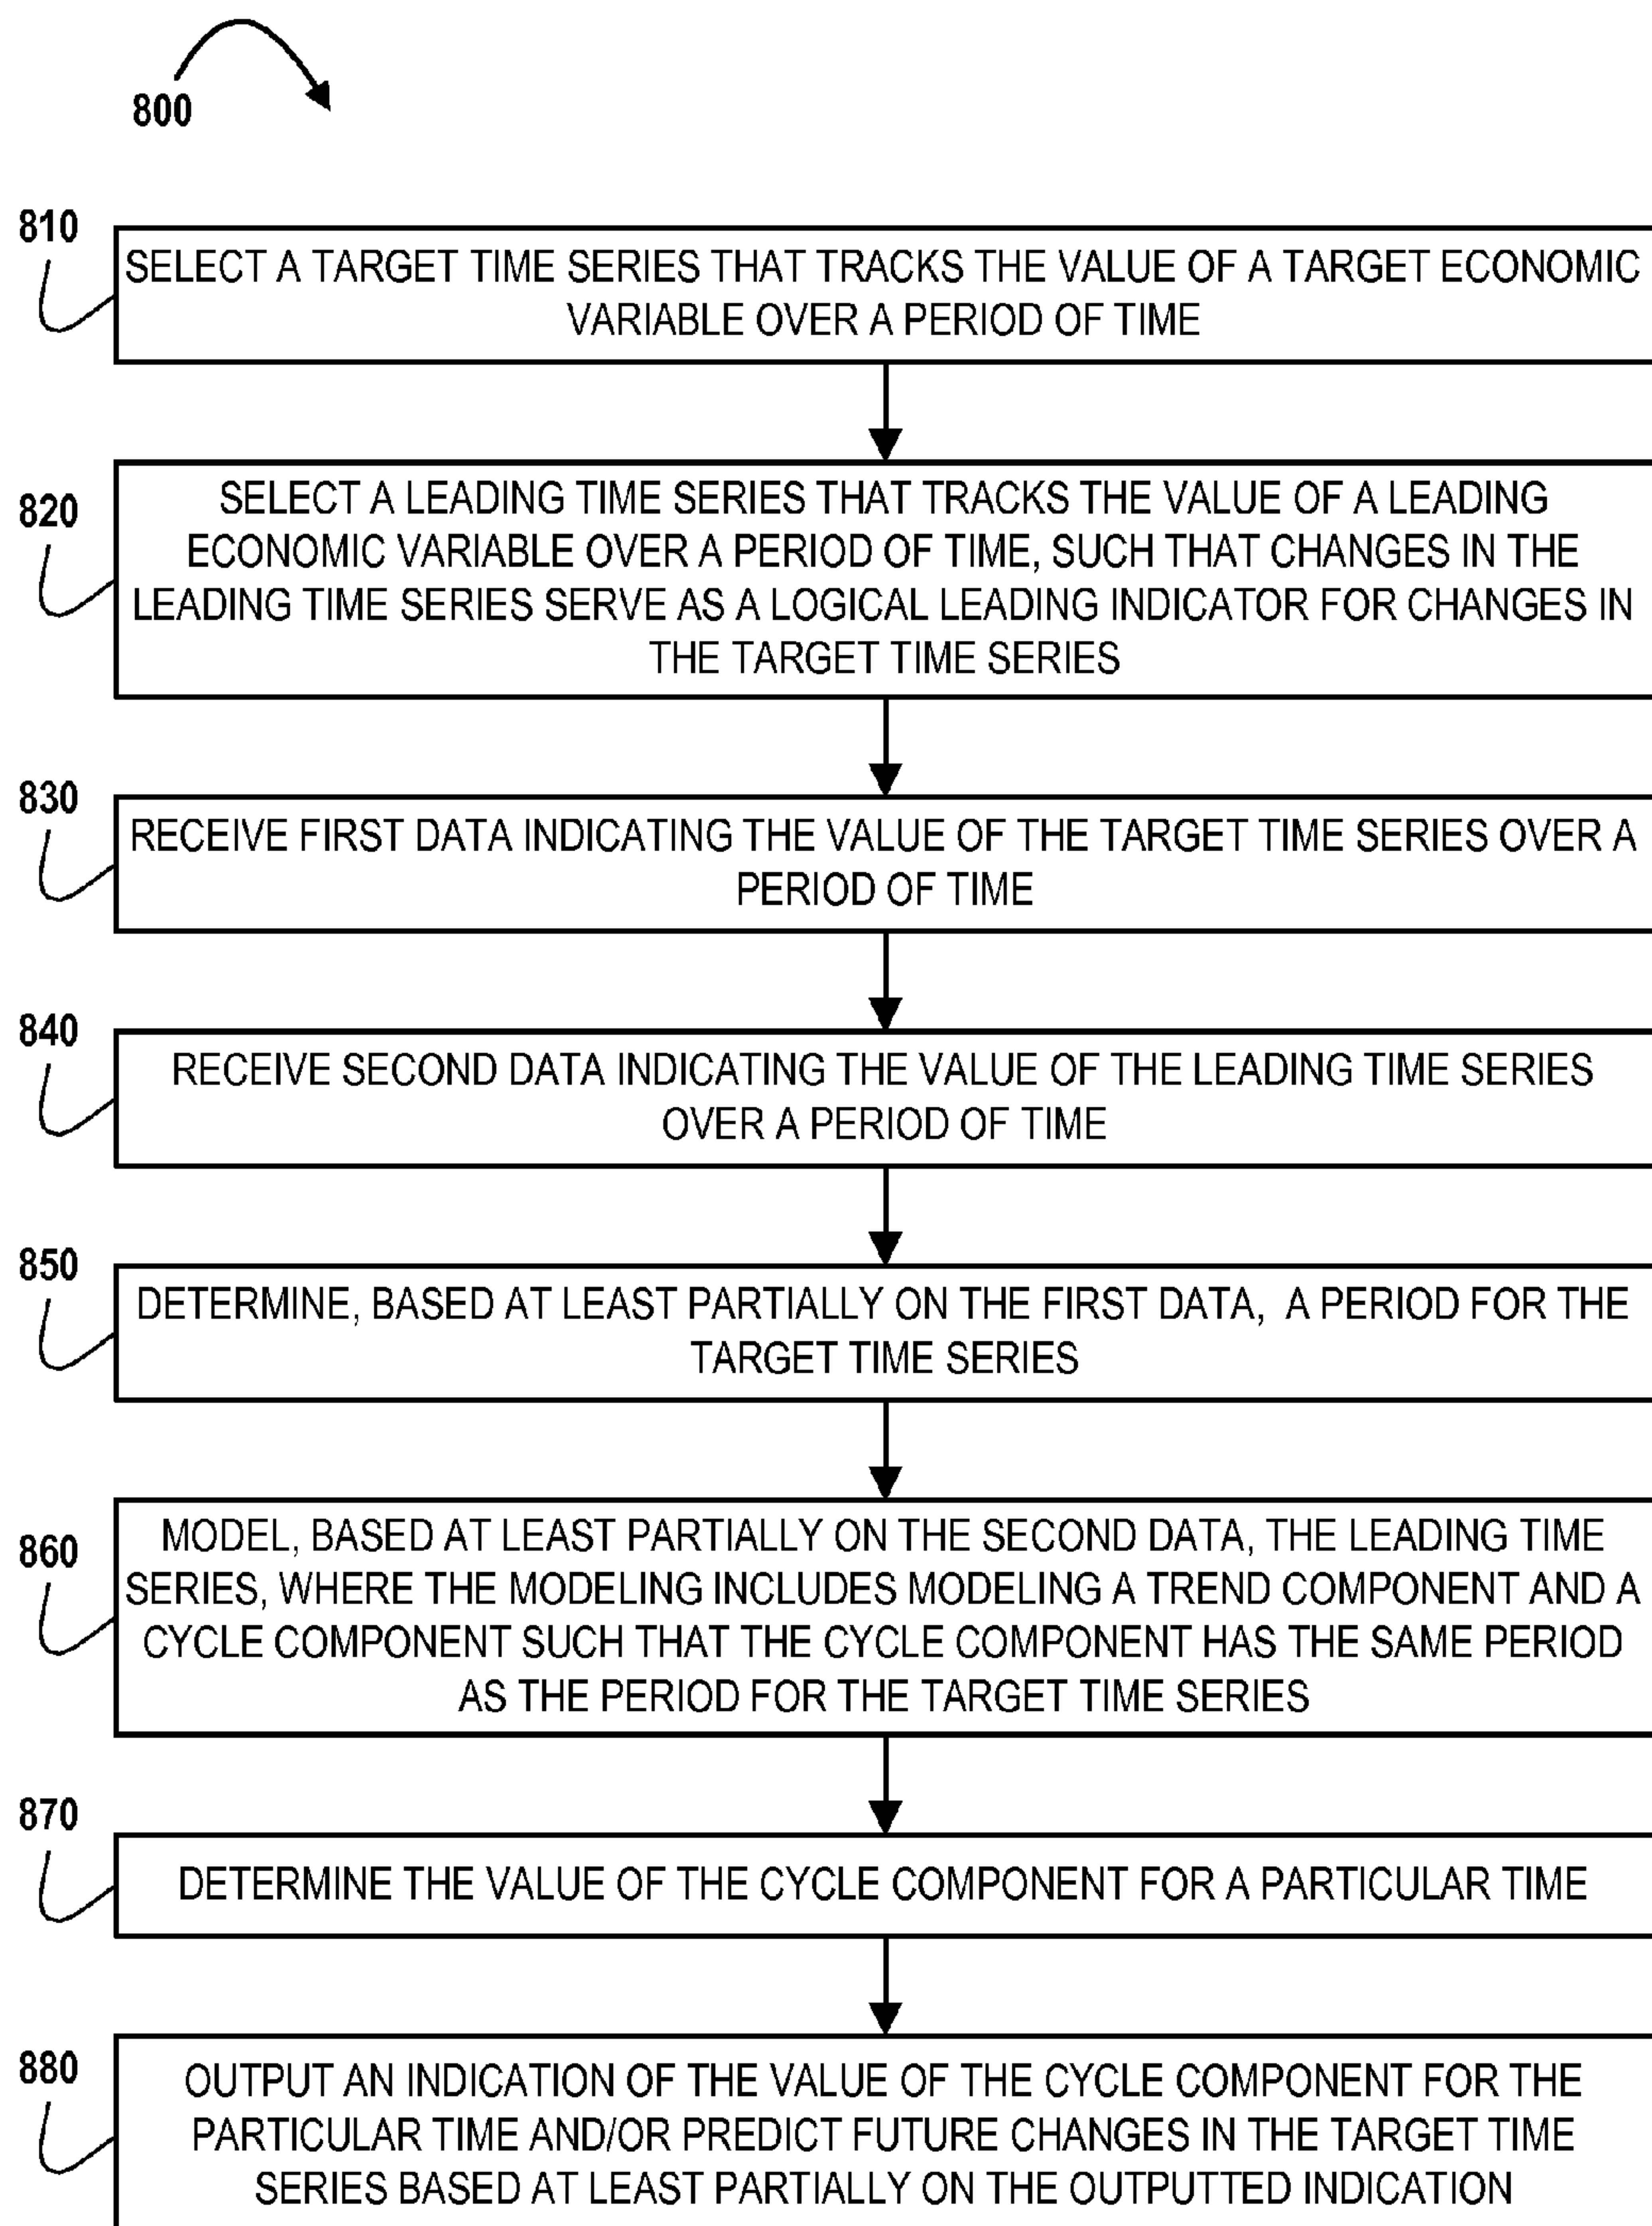 800
810
SELECT A TARGET TIME SERIES THAT TRACKS THE VALUE OF A TARGET ECONOMIC
VARIABLE OVER A PERIOD OF TIME
820
SELECT A LEADING TIME SERIES THAT TRACKS THE VALUE OF A LEADING
ECONOMIC VARIABLE OVER A PERIOD OF TIME, SUCH THAT CHANGES IN THE
LEADING TIME SERIES SERVE AS A LOGICAL LEADING INDICATOR FOR CHANGES IN
THE TARGET TIME SERIES
830
RECEIVE FIRST DATA INDICATING THE VALUE OF THE TARGET TIME SERIES OVER A
PERIOD OF TIME
840
RECEIVE SECOND DATA INDICATING THE VALUE OF THE LEADING TIME SERIES
OVER A PERIOD OF TIME
850
DETERMINE, BASED AT LEAST PARTIALLY ON THE FIRST DATA, A PERIOD FOR THE
TARGET TIME SERIES
860
MODEL, BASED AT LEAST PARTIALLY ON THE SECOND DATA, THE LEADING TIME
SERIES, WHERE THE MODELING INCLUDES MODELING A TREND COMPONENT AND A
CYCLE COMPONENT SUCH THAT THE CYCLE COMPONENT HAS THE SAME PERIOD
AS THE PERIOD FOR THE TARGET TIME SERIES
870
DETERMINE THE VALUE OF THE CYCLE COMPONENT FOR A PARTICULAR TIME
880
OUTPUT AN INDICATION OF THE VALUE OF THE CYCLE COMPONENT FOR THE
PARTICULAR TIME AND/OR PREDICT FUTURE CHANGES IN THE TARGET TIME
SERIES BASED AT LEAST PARTIALLY ON THE OUTPUTTED INDICATION